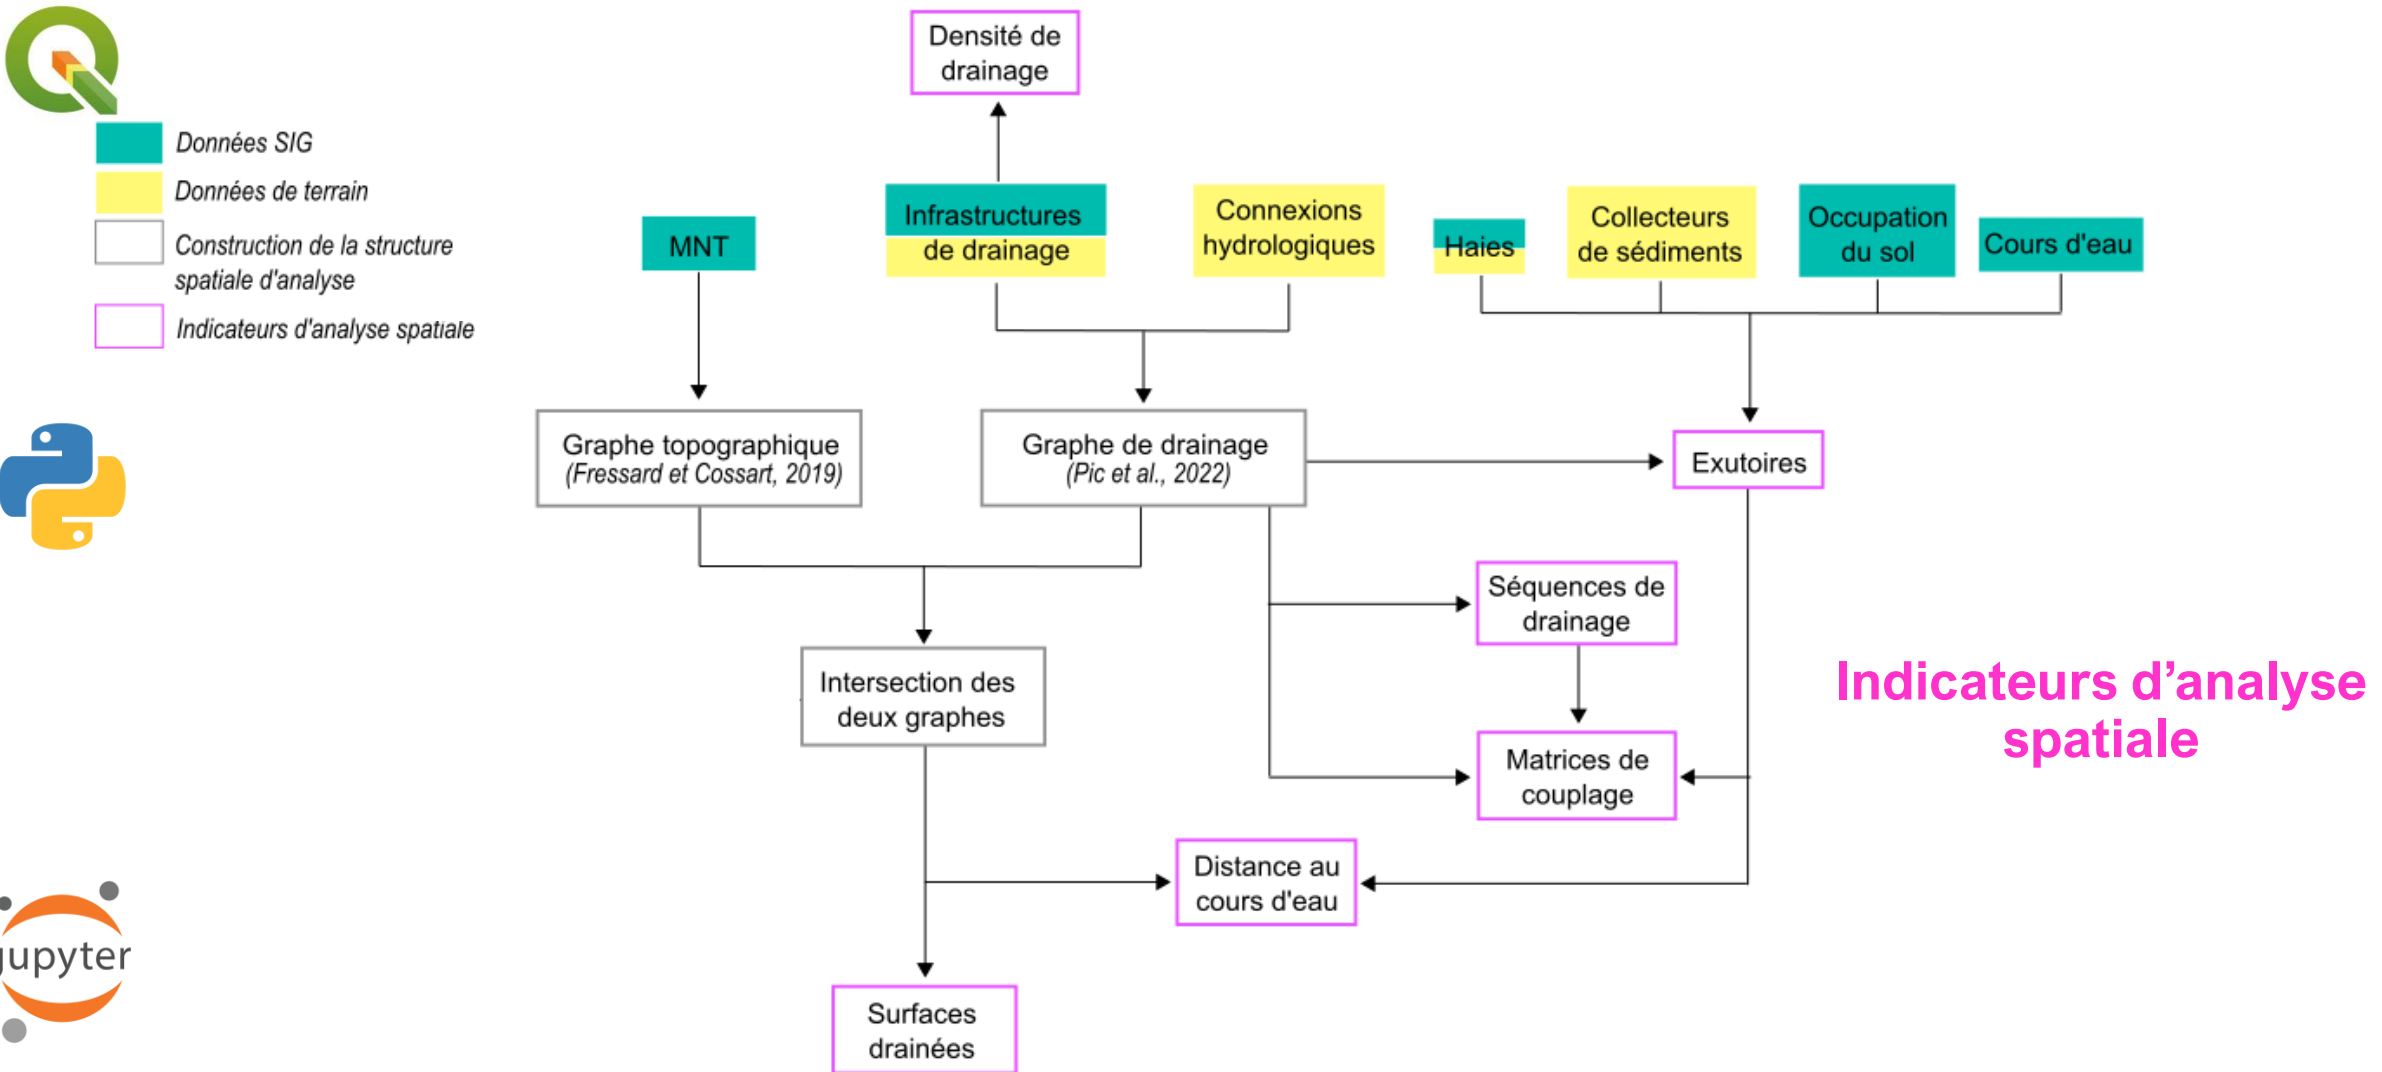 Densité de
drainage
Données SIG
Données de terrain
Construction de la structure
spatiale d'analyse
Indicateurs d'analyse spatiale
MNT
Infrastructures
de drainage
Connexions
hydrologiques
Haies
Collecteurs
de sédiments
Occupation
du sol
Cours d'eau
Graphe topographique
(Fressard et Cossart, 2019)
Graphe de drainage
(Pic et al., 2022)
Exutoires
Séquences de
drainage
Intersection des
deux graphes
Indicateurs d’analyse
spatiale
Matrices de
couplage
Distance au
cours d'eau
jupyter
Surfaces
drainées